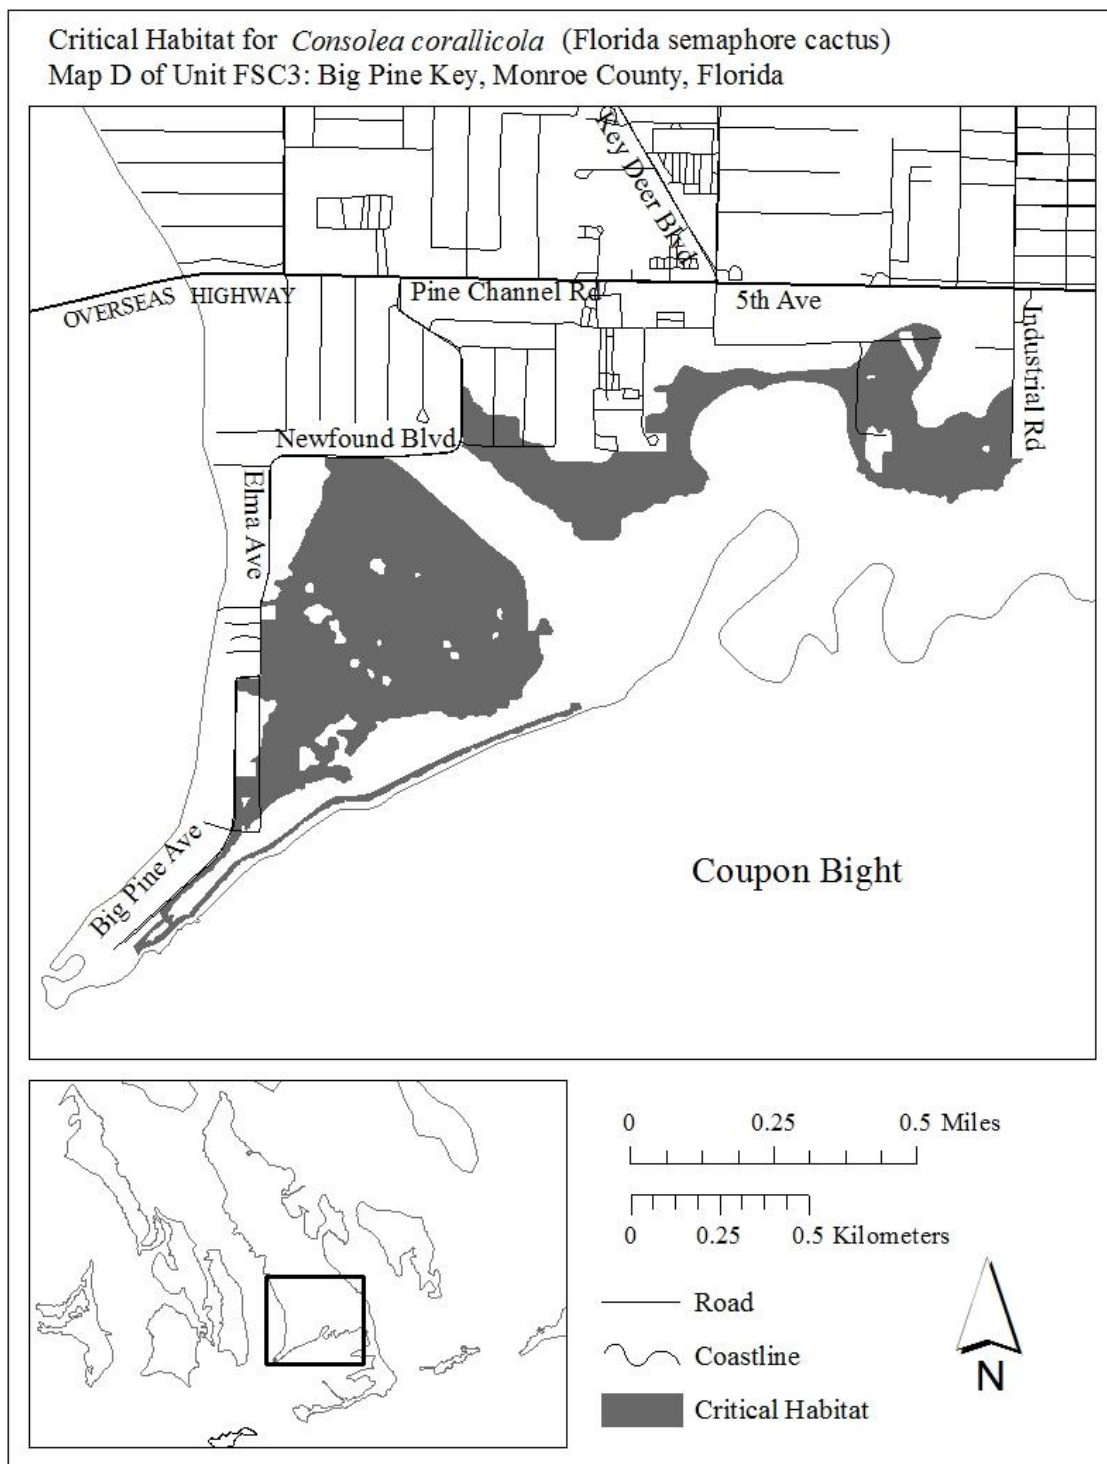 Critical Habitat for Consolea corallicola (Florida semaphore cactus)
Map D of Unit FSC3: Big Pine Key, Monroe County, Florida
Key Deer Blvd
OVERSEAS HIGHWAY
Pine Channel Rd
5th Ave
Industrial Rd
Newfound Blvd
Elma Ave
Big Pine Ave
Coupon Bight
0 0.25 0.5 Miles
0 0.25 0.5 Kilometers
Road
Coastline
Critical Habitat
N